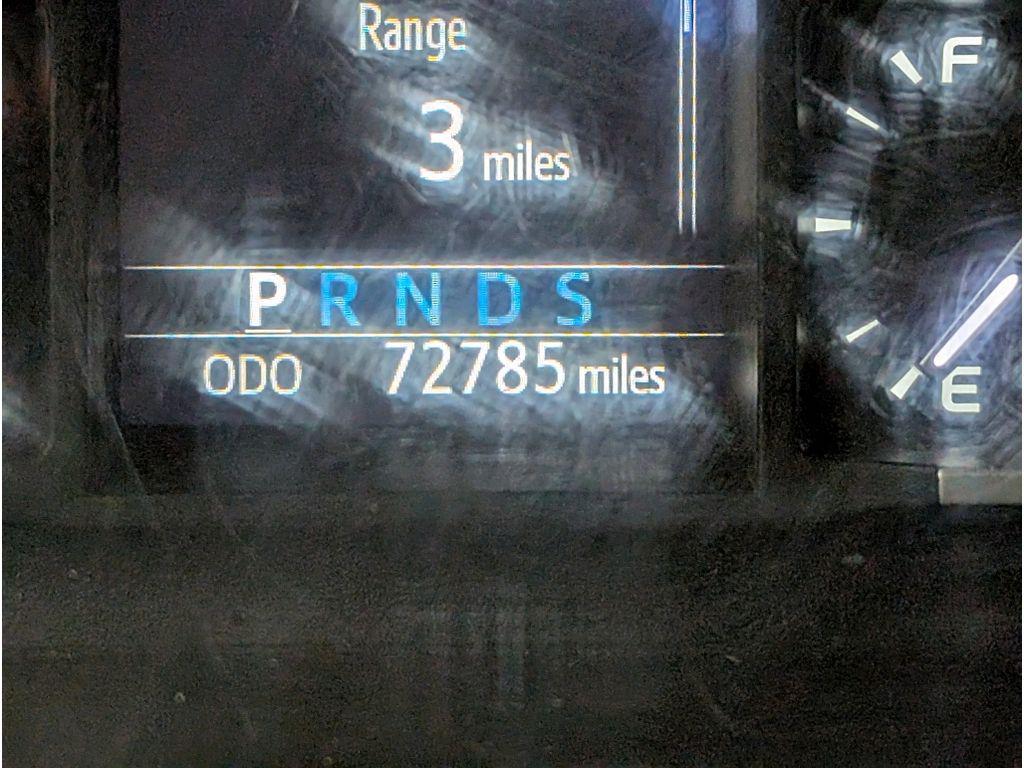 Range
3 miles
P R N D S
ODO 72785 miles
F
E